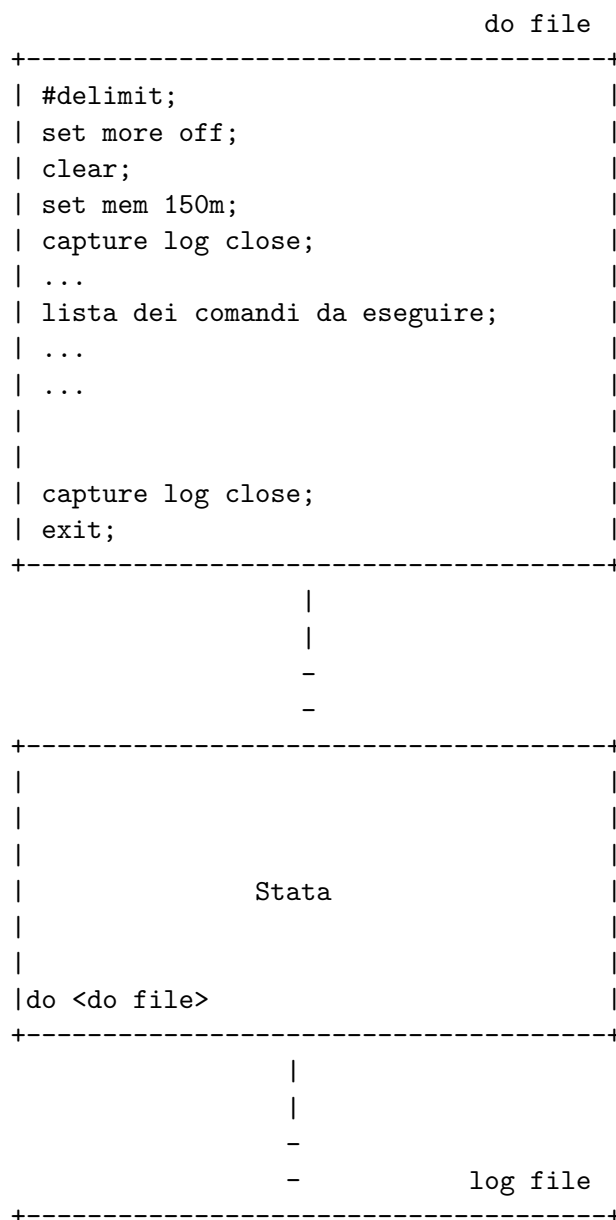 do file
+--------------------------------------+
| #delimit; |
| set more off; |
| clear; |
| set mem 150m; |
| capture log close; |
| ... |
| lista dei comandi da eseguire; |
| ... |
| ... |
| |
| |
| capture log close; |
| exit; |
+--------------------------------------+
|
|
-
-
+--------------------------------------+
| |
| |
| |
| Stata |
| |
| |
|do <do file> |
+--------------------------------------+
|
|
-
- log file
+--------------------------------------+